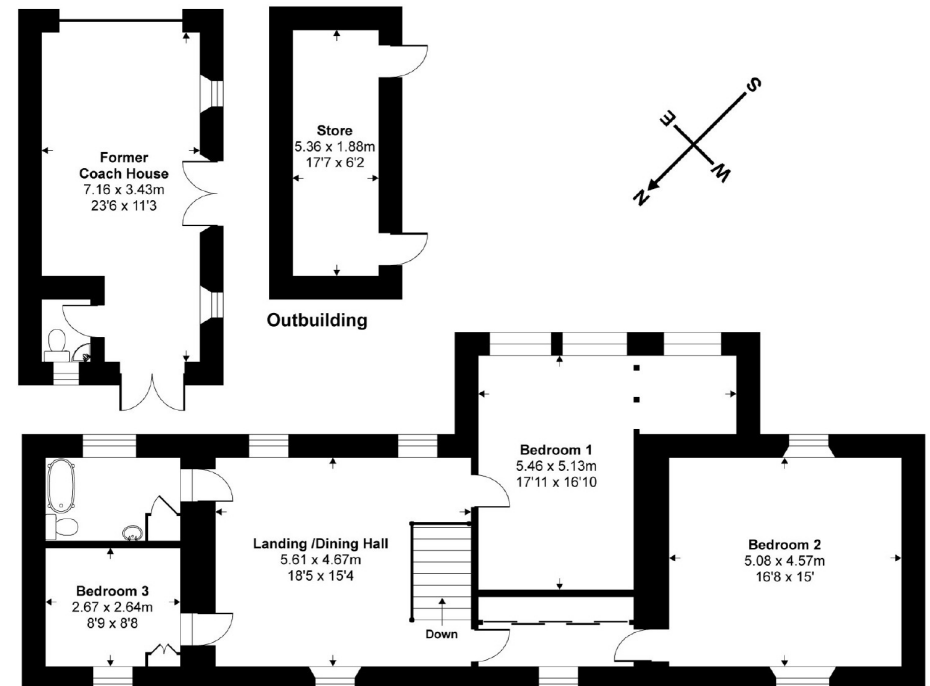 Former
Coach House
7.16 x 3.43m
23'6 x 11'3
Store
5.36 x 1.88m
17'7 x 6'2
Outbuilding
S
E
W
N
Bedroom 1
5.46 x 5.13m
17'11 x 16'10
Landing /Dining Hall
5.61 x 4.67m
18'5 x 15'4
Bedroom 2
5.08 x 4.57m
16'8 x 15'
Bedroom 3
2.67 x 2.64m
8'9 x 8'8
Down